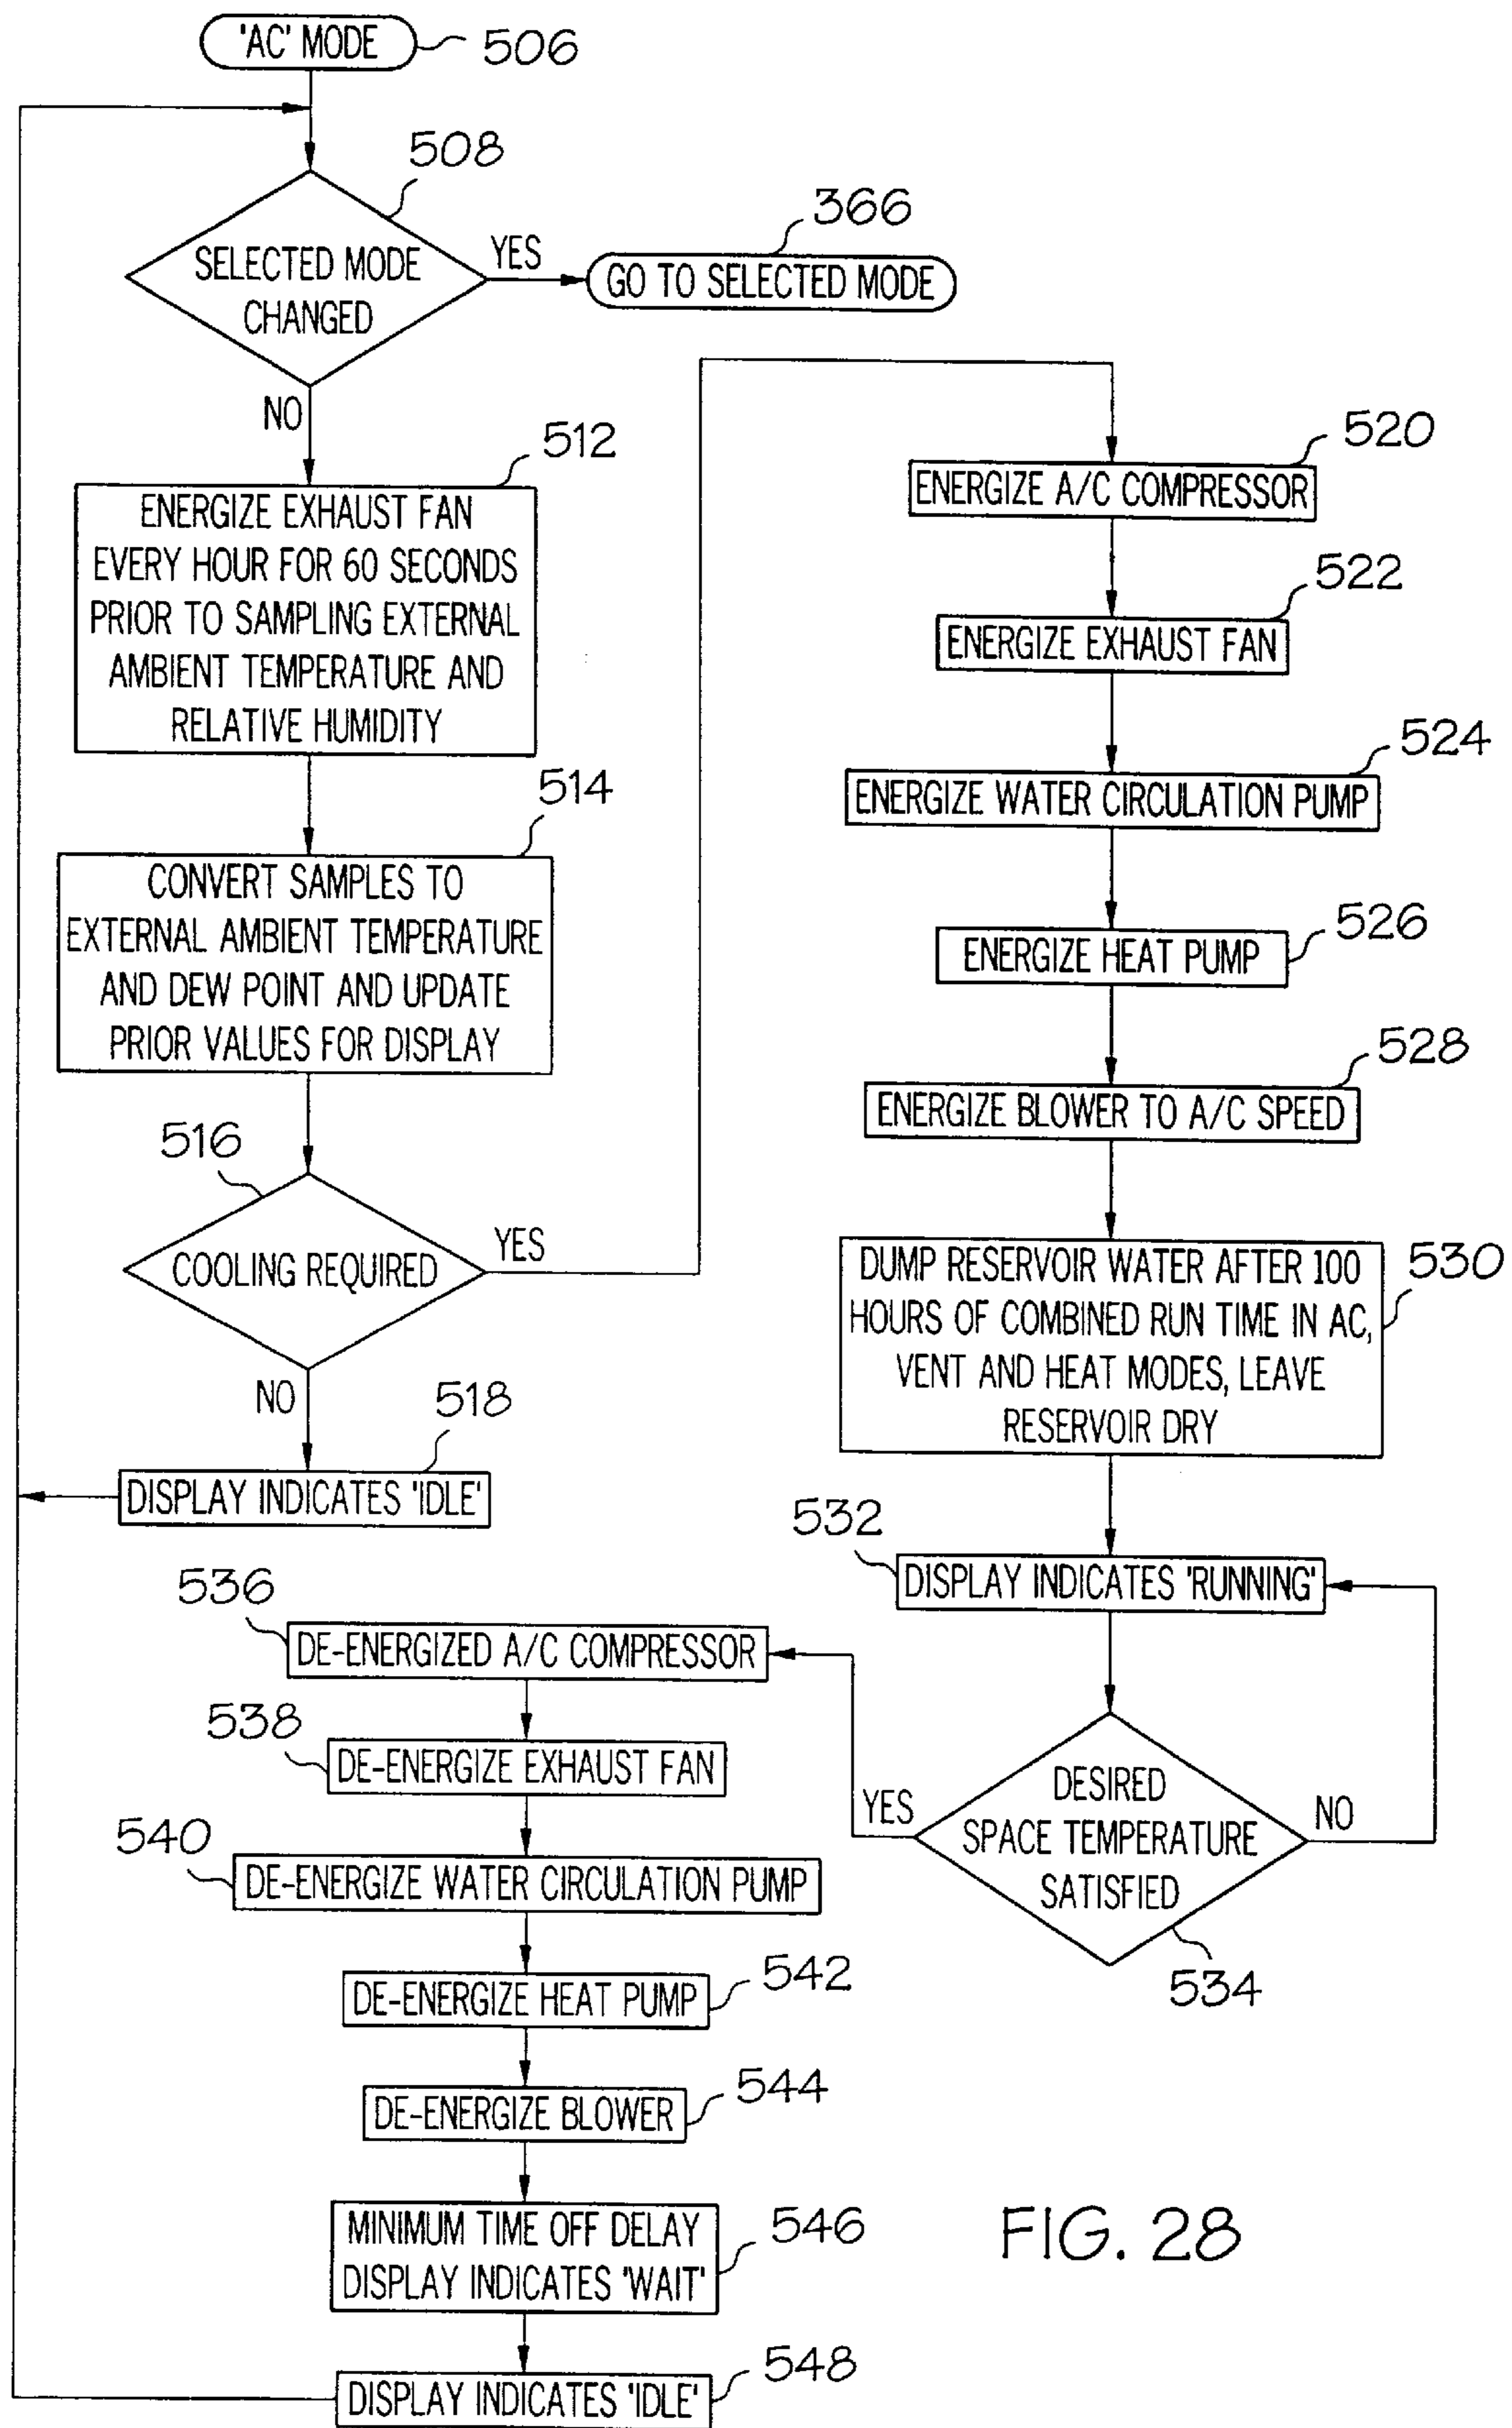 'AC' MODE
506
508
SELECTED MODE
CHANGED
YES
366
GO TO SELECTED MODE
NO
512
ENERGIZE EXHAUST FAN
EVERY HOUR FOR 60 SECONDS
PRIOR TO SAMPLING EXTERNAL
AMBIENT TEMPERATURE AND
RELATIVE HUMIDITY
514
CONVERT SAMPLES TO
EXTERNAL AMBIENT TEMPERATURE
AND DEW POINT AND UPDATE
PRIOR VALUES FOR DISPLAY
516
COOLING REQUIRED
YES
NO
518
DISPLAY INDICATES 'IDLE'
520
ENERGIZE A/C COMPRESSOR
522
ENERGIZE EXHAUST FAN
524
ENERGIZE WATER CIRCULATION PUMP
526
ENERGIZE HEAT PUMP
528
ENERGIZE BLOWER TO A/C SPEED
530
DUMP RESERVOIR WATER AFTER 100
HOURS OF COMBINED RUN TIME IN AC,
VENT AND HEAT MODES, LEAVE
RESERVOIR DRY
532
DISPLAY INDICATES 'RUNNING'
DESIRED
SPACE TEMPERATURE
SATISFIED
YES
NO
534
536
DE-ENERGIZED A/C COMPRESSOR
538
DE-ENERGIZE EXHAUST FAN
540
DE-ENERGIZE WATER CIRCULATION PUMP
542
DE-ENERGIZE HEAT PUMP
544
DE-ENERGIZE BLOWER
546
MINIMUM TIME OFF DELAY
DISPLAY INDICATES 'WAIT'
548
DISPLAY INDICATES 'IDLE'
FIG. 28